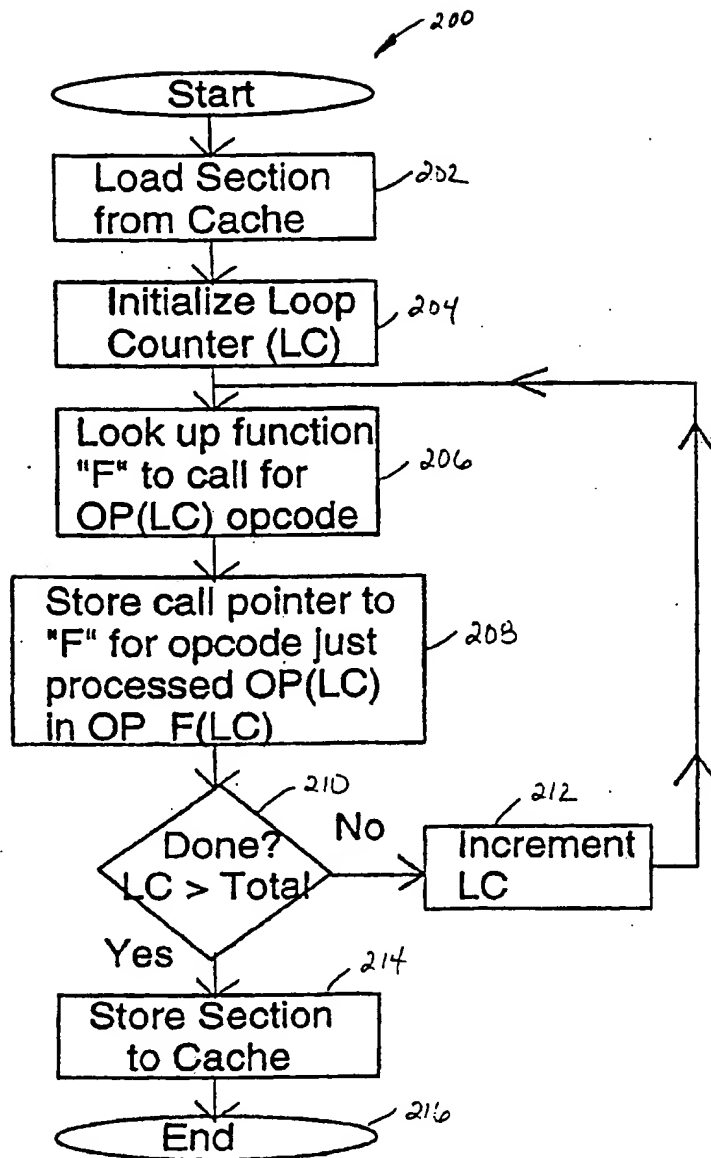 200
Start
Load Section
from Cache
202
Initialize Loop
Counter (LC)
204
Look up function
"F" to call for
OP(LC) opcode
206
Store call pointer to
"F" for opcode just
processed OP(LC)
in OP_F(LC)
208
210
Done?
LC > Total
No
212
Increment
LC
Yes
214
Store Section
to Cache
End
216